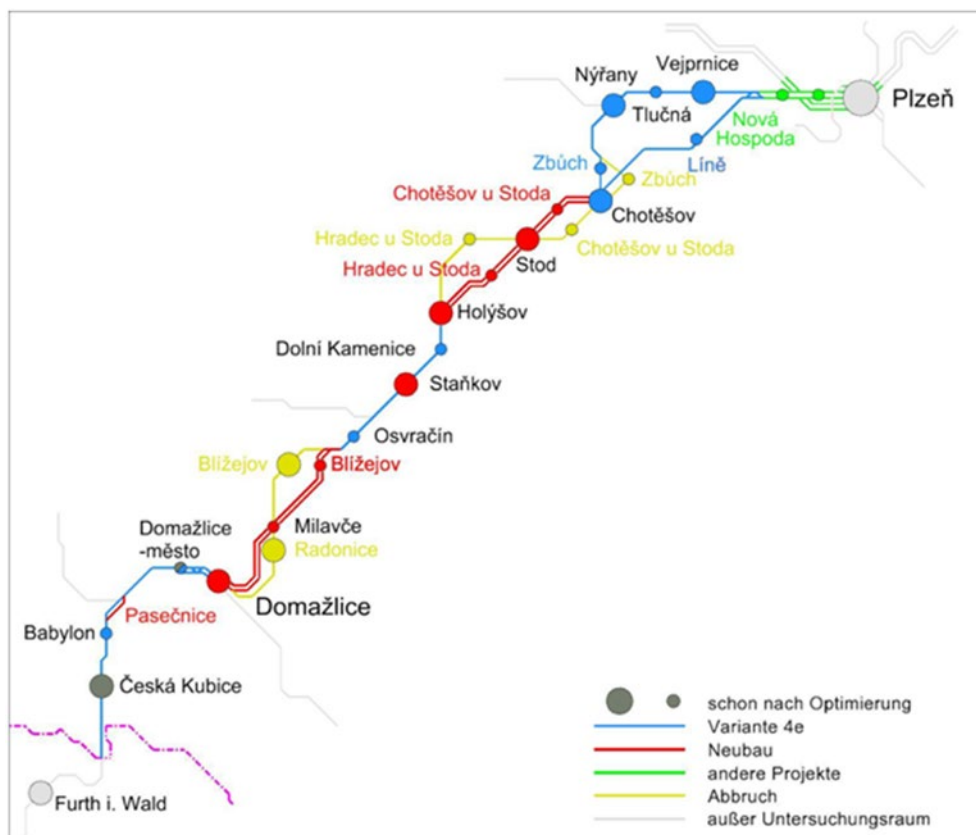 Vejprnice
Nýřany
Plzeň
Tlučná
Nová
Hospoda
Zbůch
Líně
Zbůch
Chotěšov u Stoda
Chotěšov
Hradec u Stoda
Chotěšov u Stoda
Stod
Hradec u Stoda
Holýšov
Dolní Kamenice
Staňkov
Osvračín
Blížejov
Blížejov
Domažlice
-město
Milavče
Radonice
Domažlice
Pasečnice
Babylon
Česká Kubice
Furth i. Wald
schon nach Optimierung
Variante 4e
Neubau
andere Projekte
Abbruch
außer Untersuchungsraum